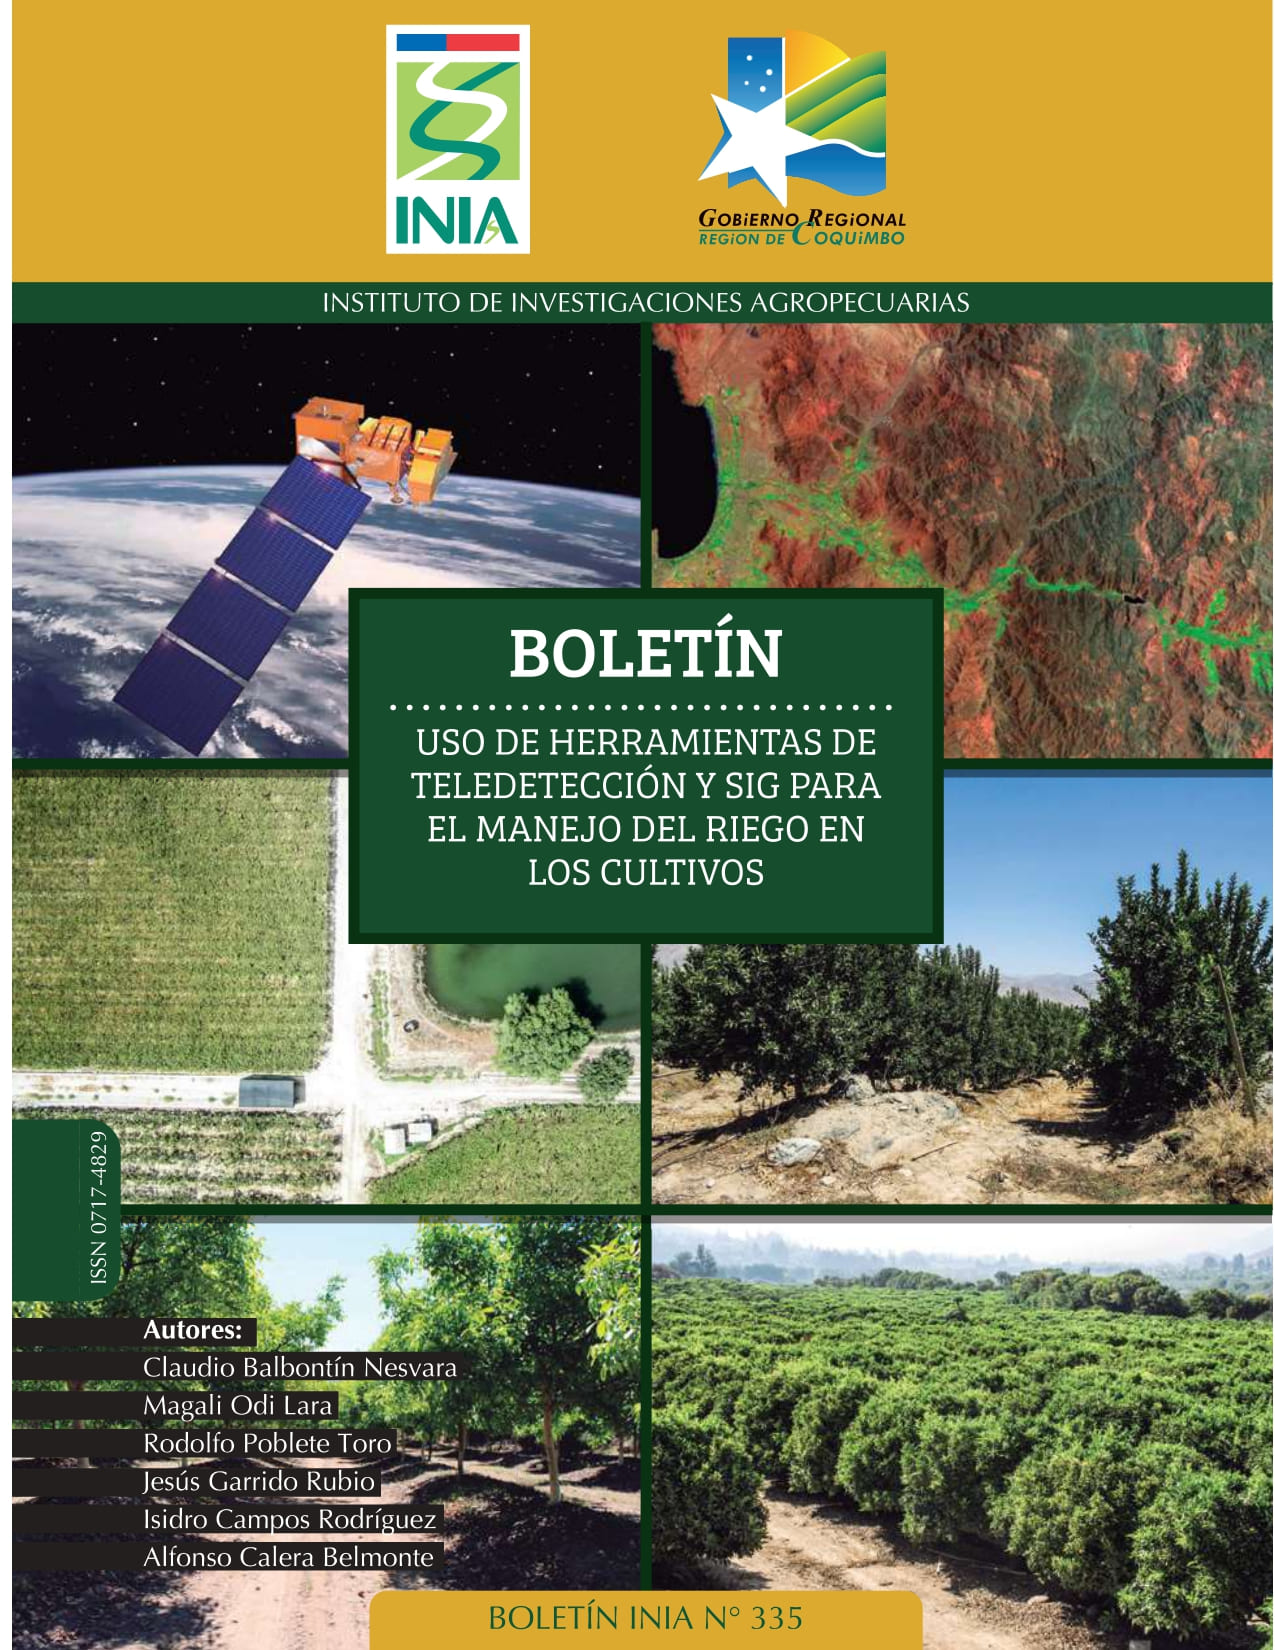 INIA
GOBiERNO REGiONAL
REGiON DE COQUiMBO
INSTITUTO DE INVESTIGACIONES AGROPECUARIAS
BOLETÍN
USO DE HERRAMIENTAS DE
TELEDETECCIÓN Y SIG PARA
EL MANEJO DEL RIEGO EN
LOS CULTIVOS
ISSN 0717-4829
Autores:
Claudio Balbontín Nesvara
Magali Odi Lara
Rodolfo Poblete Toro
Jesús Garrido Rubio
Isidro Campos Rodríguez
Alfonso Calera Belmonte
BOLETÍN INIA N° 335